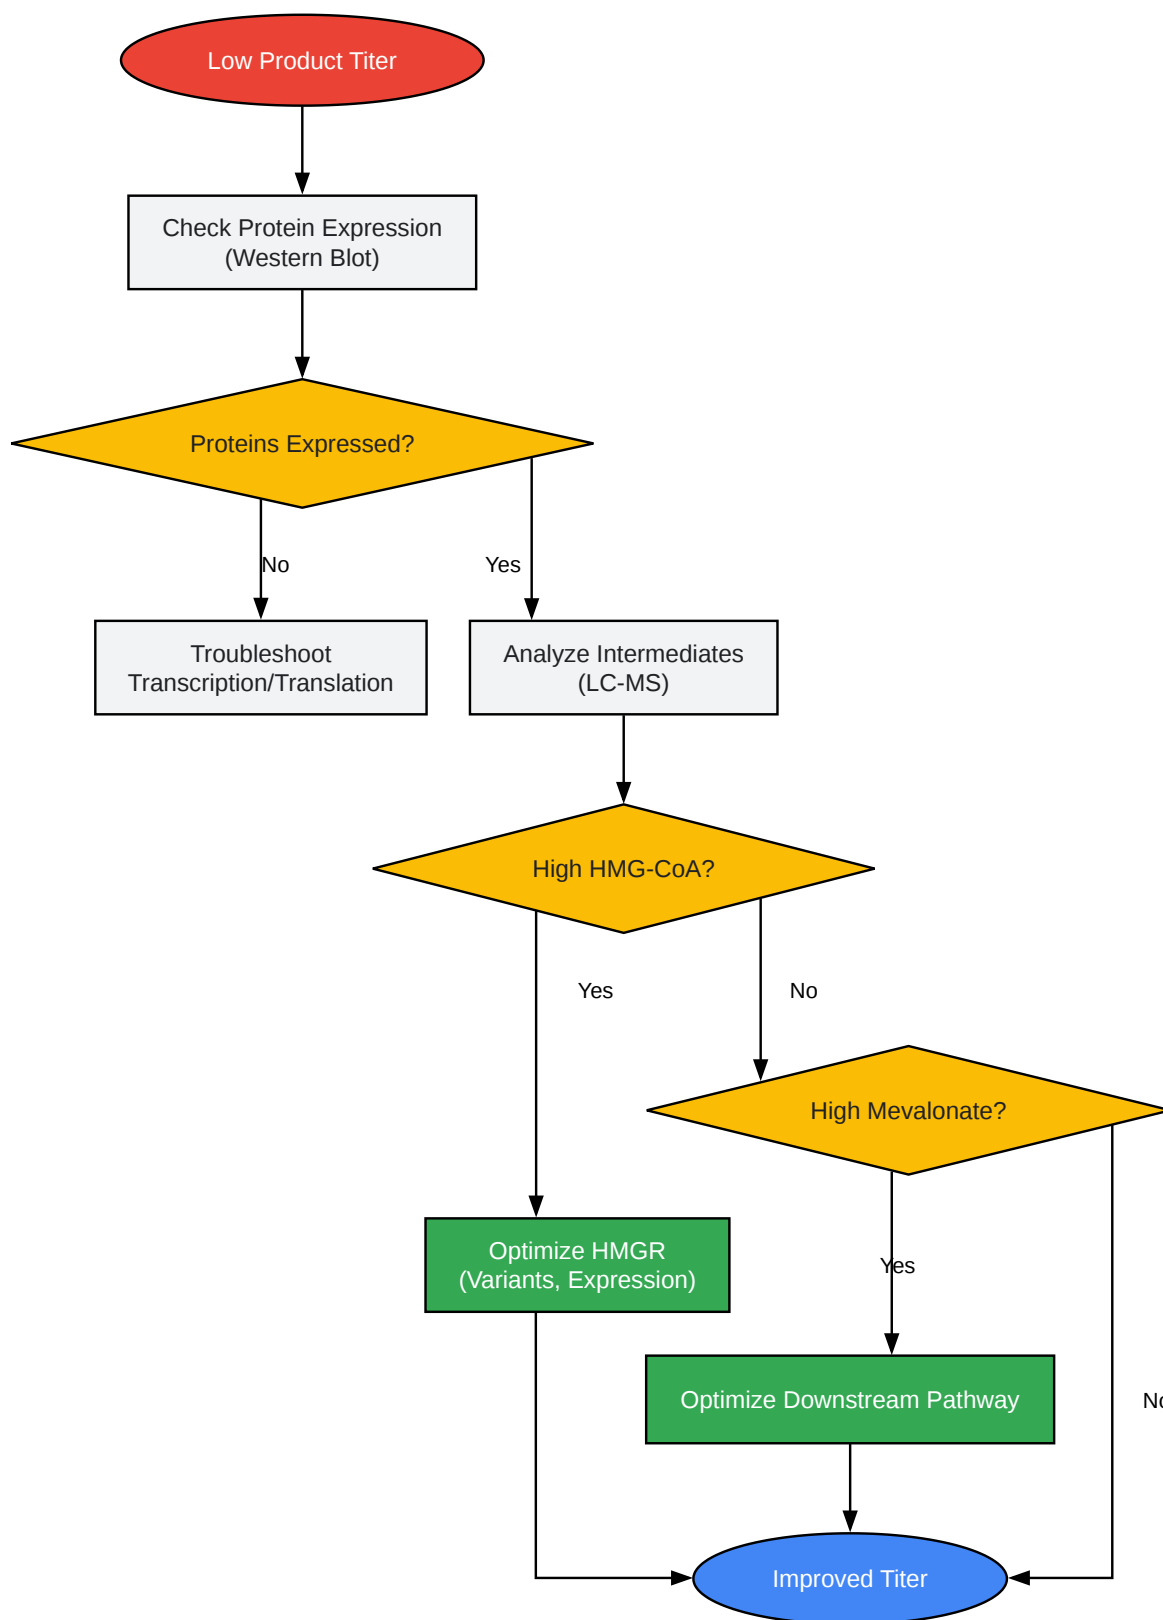 Low Product Titer
Check Protein Expression
(Western Blot)
Proteins Expressed?
No
Yes
Troubleshoot
Transcription/Translation
Analyze Intermediates
(LC-MS)
High HMG-CoA?
Yes
No
High Mevalonate?
Optimize HMGR
(Variants, Expression)
Yes
Optimize Downstream Pathway
No
Improved Titer